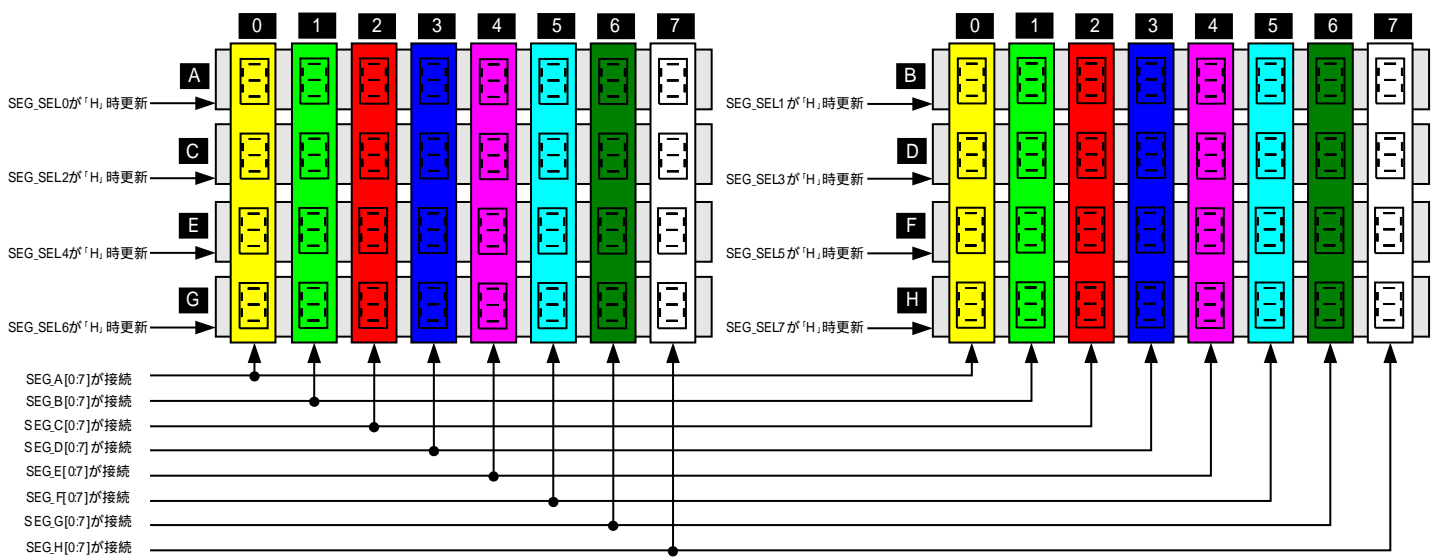 0 1 2 3 4 5 6 7
0 1 2 3 4 5 6 7
A
SEG_SEL0が「H」時更新
B
SEG_SEL1が「H」時更新
C
SEG_SEL2が「H」時更新
D
SEG_SEL3が「H」時更新
E
SEG_SEL4が「H」時更新
F
SEG_SEL5が「H」時更新
G
SEG_SEL6が「H」時更新
H
SEG_SEL7が「H」時更新
SEG_A[0:7]が接続
SEG_B[0:7]が接続
SEG_C[0:7]が接続
SEG_D[0:7]が接続
SEG_E[0:7]が接続
SEG_F[0:7]が接続
SEG_G[0:7]が接続
SEG_H[0:7]が接続